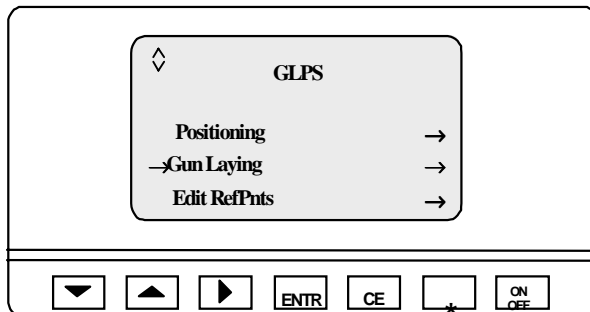 GLPS
Positioning →
→Gun Laying →
Edit RefPnts →
ENTR CE * ON
OFF